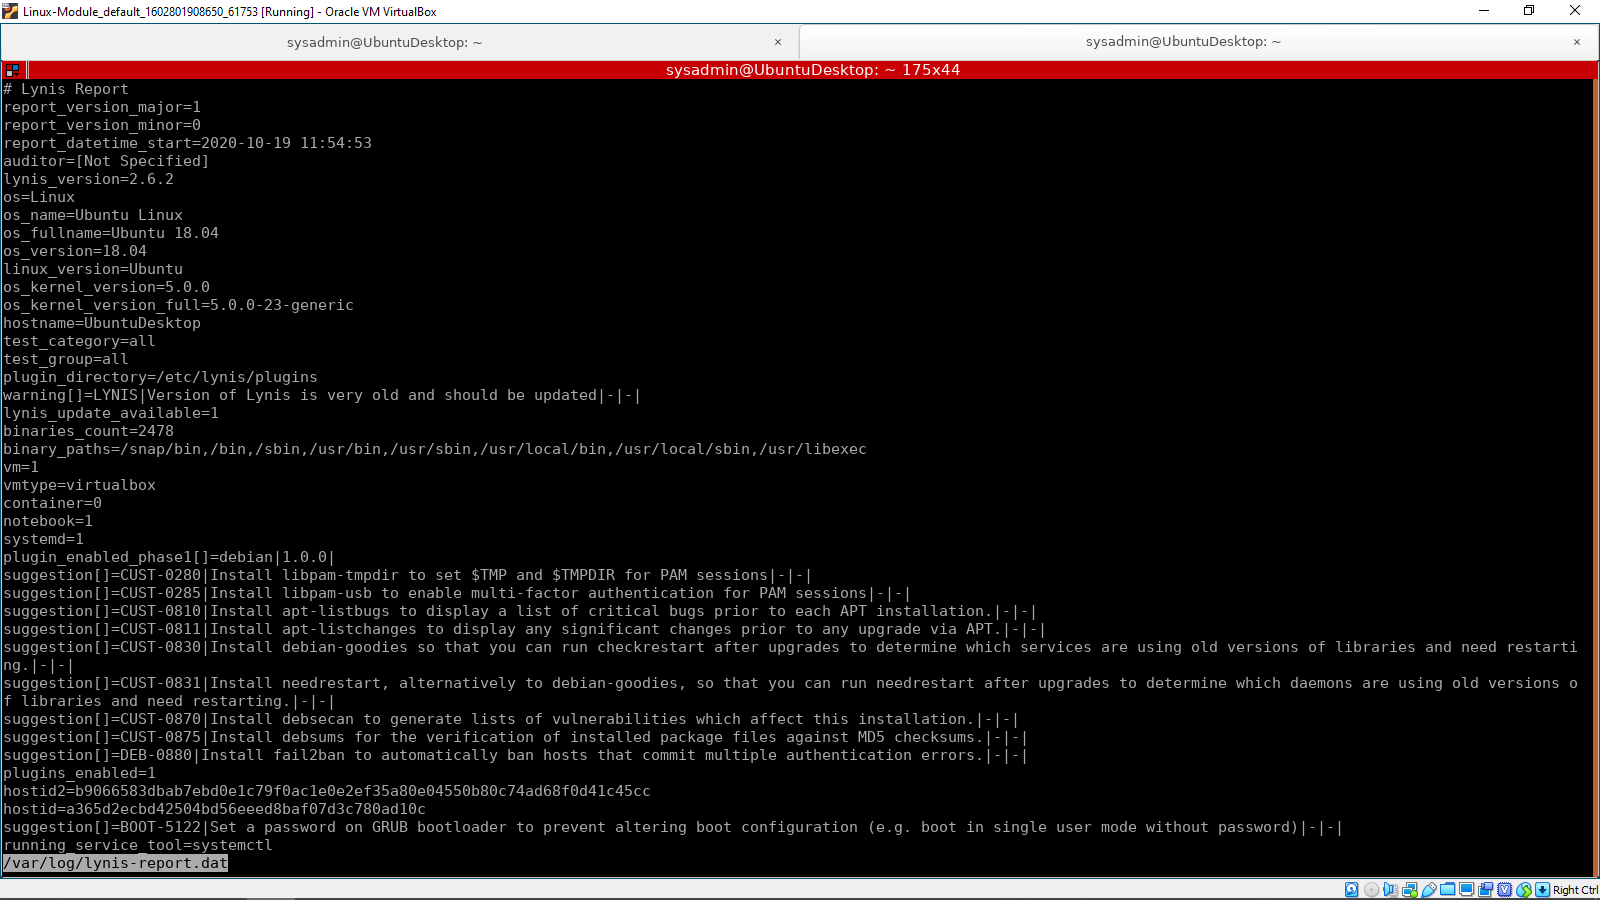 Linux-Module_default_1602801908650_61753 [Running] - Oracle VM VirtualBox
sysadmin@UbuntuDesktop: ~ × sysadmin@UbuntuDesktop: ~ ×
sysadmin@UbuntuDesktop: ~ 175x44
# Lynis Report
report_version_major=1
report_version_minor=0
report_datetime_start=2020-10-19 11:54:53
auditor=[Not Specified]
lynis_version=2.6.2
os=Linux
os_name=Ubuntu Linux
os_fullname=Ubuntu 18.04
os_version=18.04
linux_version=Ubuntu
os_kernel_version=5.0.0
os_kernel_version_full=5.0.0-23-generic
hostname=UbuntuDesktop
test_category=all
test_group=all
plugin_directory=/etc/lynis/plugins
warning[]=LYNIS|Version of Lynis is very old and should be updated|-|-|
lynis_update_available=1
binaries_count=2478
binary_paths=/snap/bin,/bin,/sbin,/usr/bin,/usr/sbin,/usr/local/bin,/usr/local/sbin,/usr/libexec
vm=1
vmtype=virtualbox
container=0
notebook=1
systemd=1
plugin_enabled_phase1[]=debian|1.0.0|
suggestion[]=CUST-0280|Install libpam-tmpdir to set $TMP and $TMPDIR for PAM sessions|-|-|
suggestion[]=CUST-0285|Install libpam-usb to enable multi-factor authentication for PAM sessions|-|-|
suggestion[]=CUST-0810|Install apt-listbugs to display a list of critical bugs prior to each APT installation.|-|-|
suggestion[]=CUST-0811|Install apt-listchanges to display any significant changes prior to any upgrade via APT.|-|-|
suggestion[]=CUST-0830|Install debian-goodies so that you can run checkrestart after upgrades to determine which services are using old versions of libraries and need restarti
ng.|-|-|
suggestion[]=CUST-0831|Install needrestart, alternatively to debian-goodies, so that you can run needrestart after upgrades to determine which daemons are using old versions o
f libraries and need restarting.|-|-|
suggestion[]=CUST-0870|Install debsecan to generate lists of vulnerabilities which affect this installation.|-|-|
suggestion[]=CUST-0875|Install debsums for the verification of installed package files against MD5 checksums.|-|-|
suggestion[]=DEB-0880|Install fail2ban to automatically ban hosts that commit multiple authentication errors.|-|-|
plugins_enabled=1
hostid2=b9066583dbab7ebd0e1c79f0ac1e0e2ef35a80e04550b80c74ad68f0d41c45cc
hostid=a365d2ecbd42504bd56eeed8baf07d3c780ad10c
suggestion[]=BOOT-5122|Set a password on GRUB bootloader to prevent altering boot configuration (e.g. boot in single user mode without password)|-|-|
running_service_tool=systemctl
/var/log/lynis-report.dat
Right Ctrl